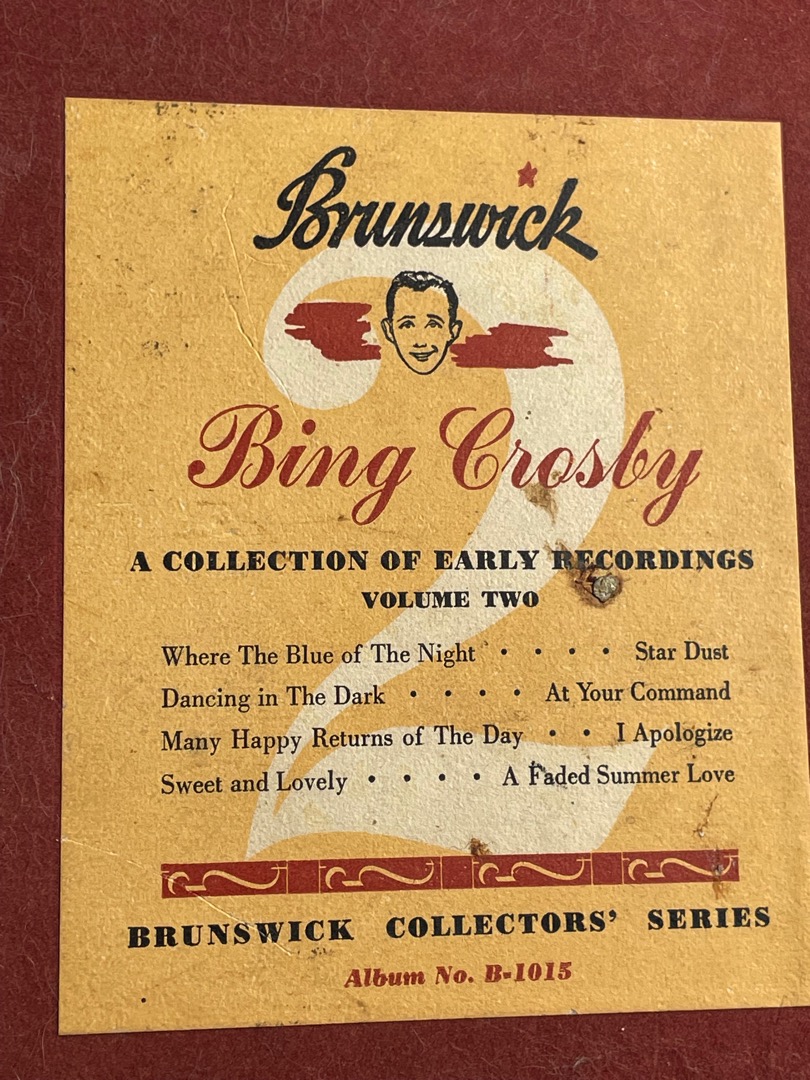 Brunswick
Bing Crosby
A COLLECTION OF EARLY RECORDINGS
VOLUME TWO
Where The Blue of The Night • • • • Star Dust
Dancing in The Dark • • • • At Your Command
Many Happy Returns of The Day • • I Apologize
Sweet and Lovely • • • • A Faded Summer Love
BRUNSWICK COLLECTORS' SERIES
Album No. B-1015